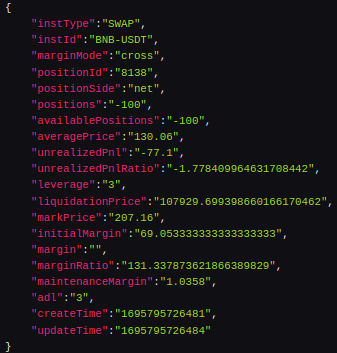 {
"instType":"SWAP",
"instId":"BNB-USDT",
"marginMode":"cross",
"positionId":"8138",
"positionSide":"net",
"positions":"-100",
"availablePositions":"-100",
"averagePrice":"130.06",
"unrealizedPnl":"-77.1",
"unrealizedPnlRatio":"-1.778409964631708442",
"leverage":"3",
"liquidationPrice":"107929.699398660166170462",
"markPrice":"207.16",
"initialMargin":"69.053333333333333333",
"margin":"",
"marginRatio":"131.337873621866389829",
"maintenanceMargin":"1.0358",
"adl":"3",
"createTime":"1695795726481",
"updateTime":"1695795726484"
}